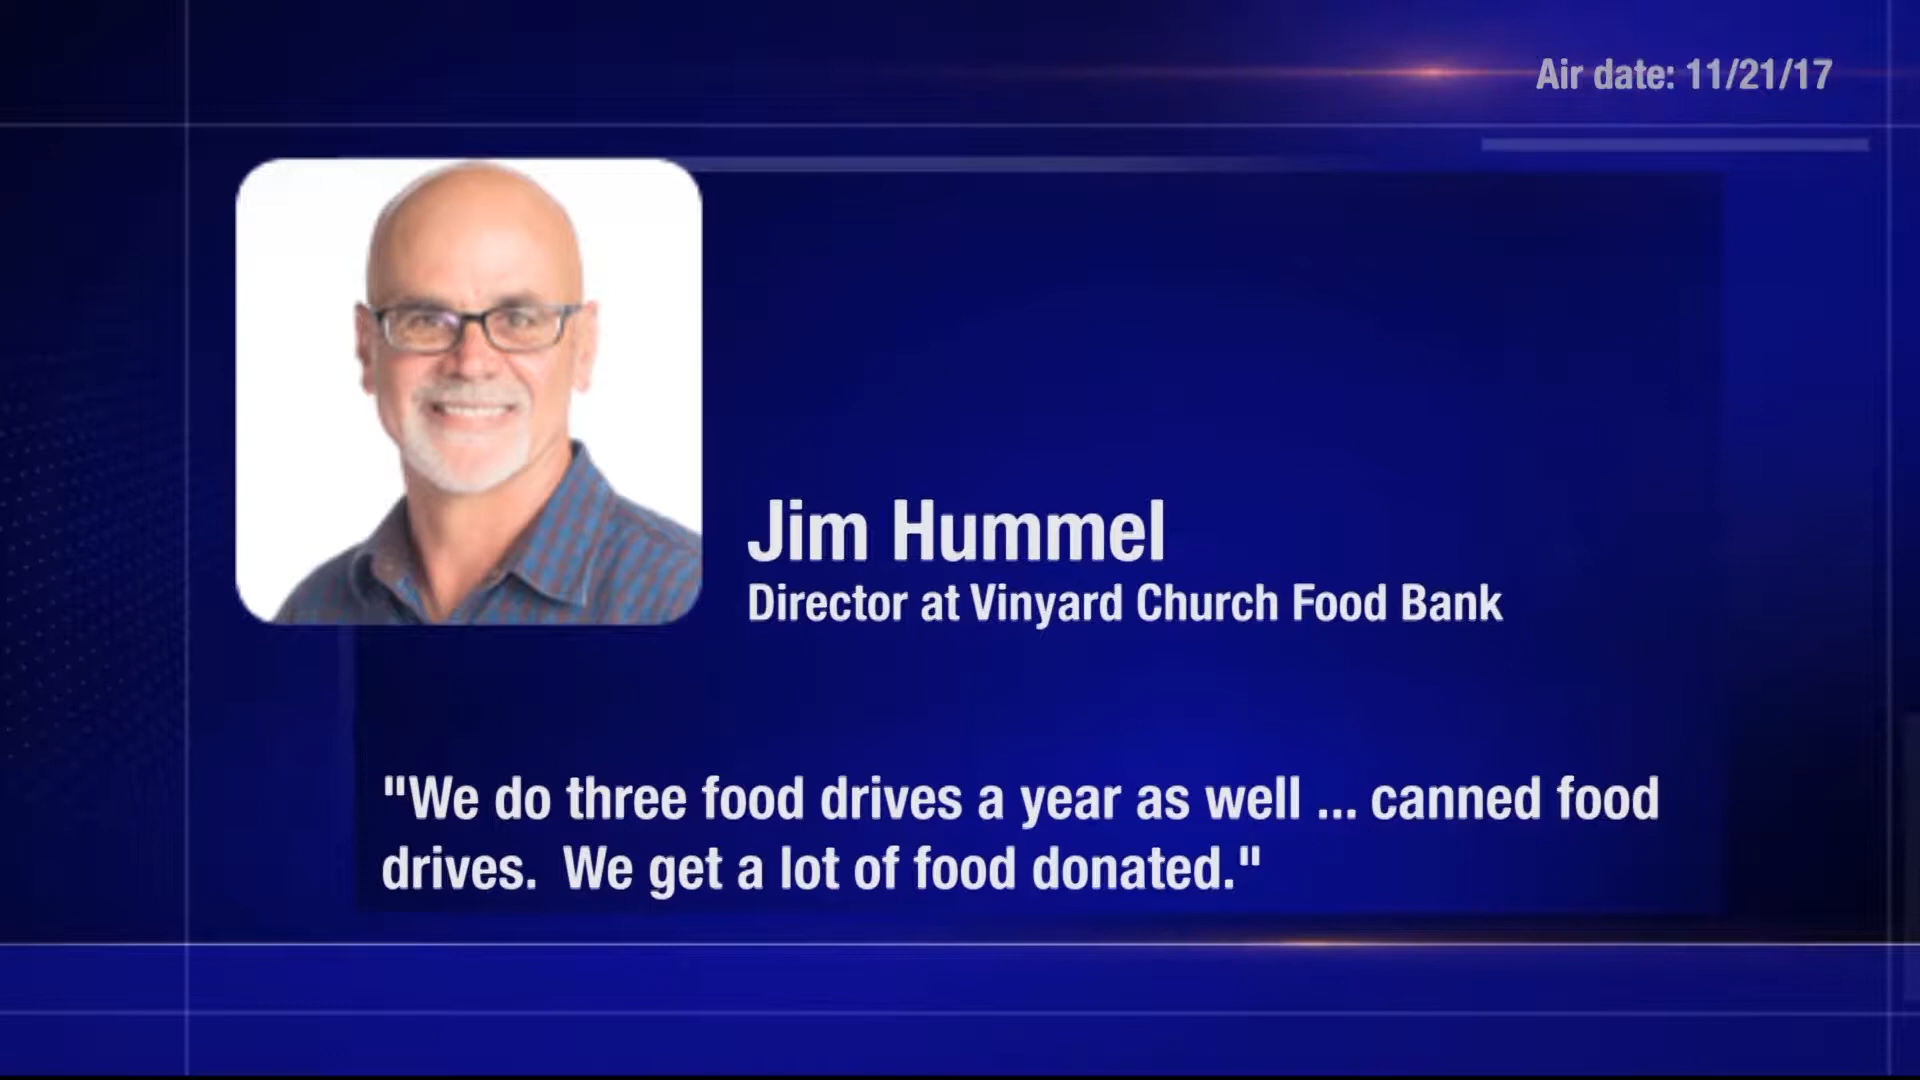 Air date: 11/21/17
Jim Hummel
Director at Vinyard Church Food Bank
"We do three food drives a year as well ... canned food
drives.  We get a lot of food donated."